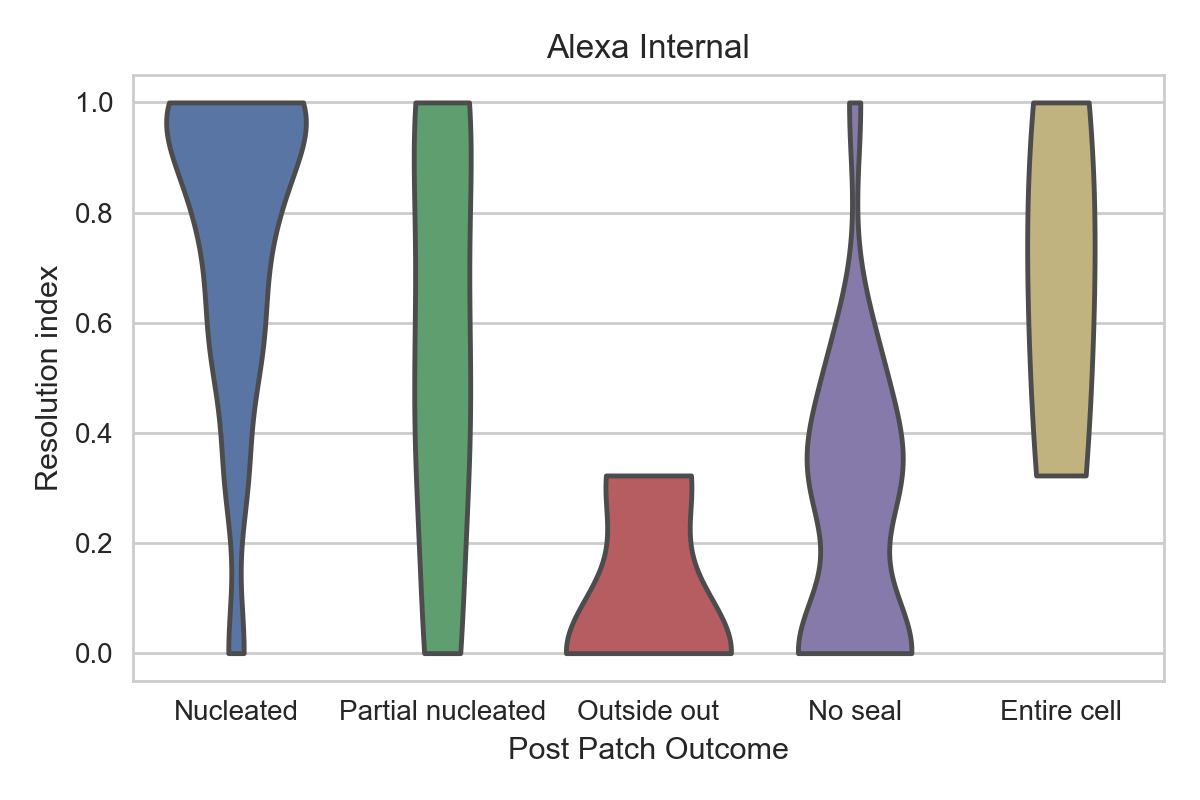 Alexa Internal
Resolution index
1.0
0.8
0.6
0.4
0.2
0.0
Nucleated Partial nucleated Outside out No seal Entire cell
Post Patch Outcome